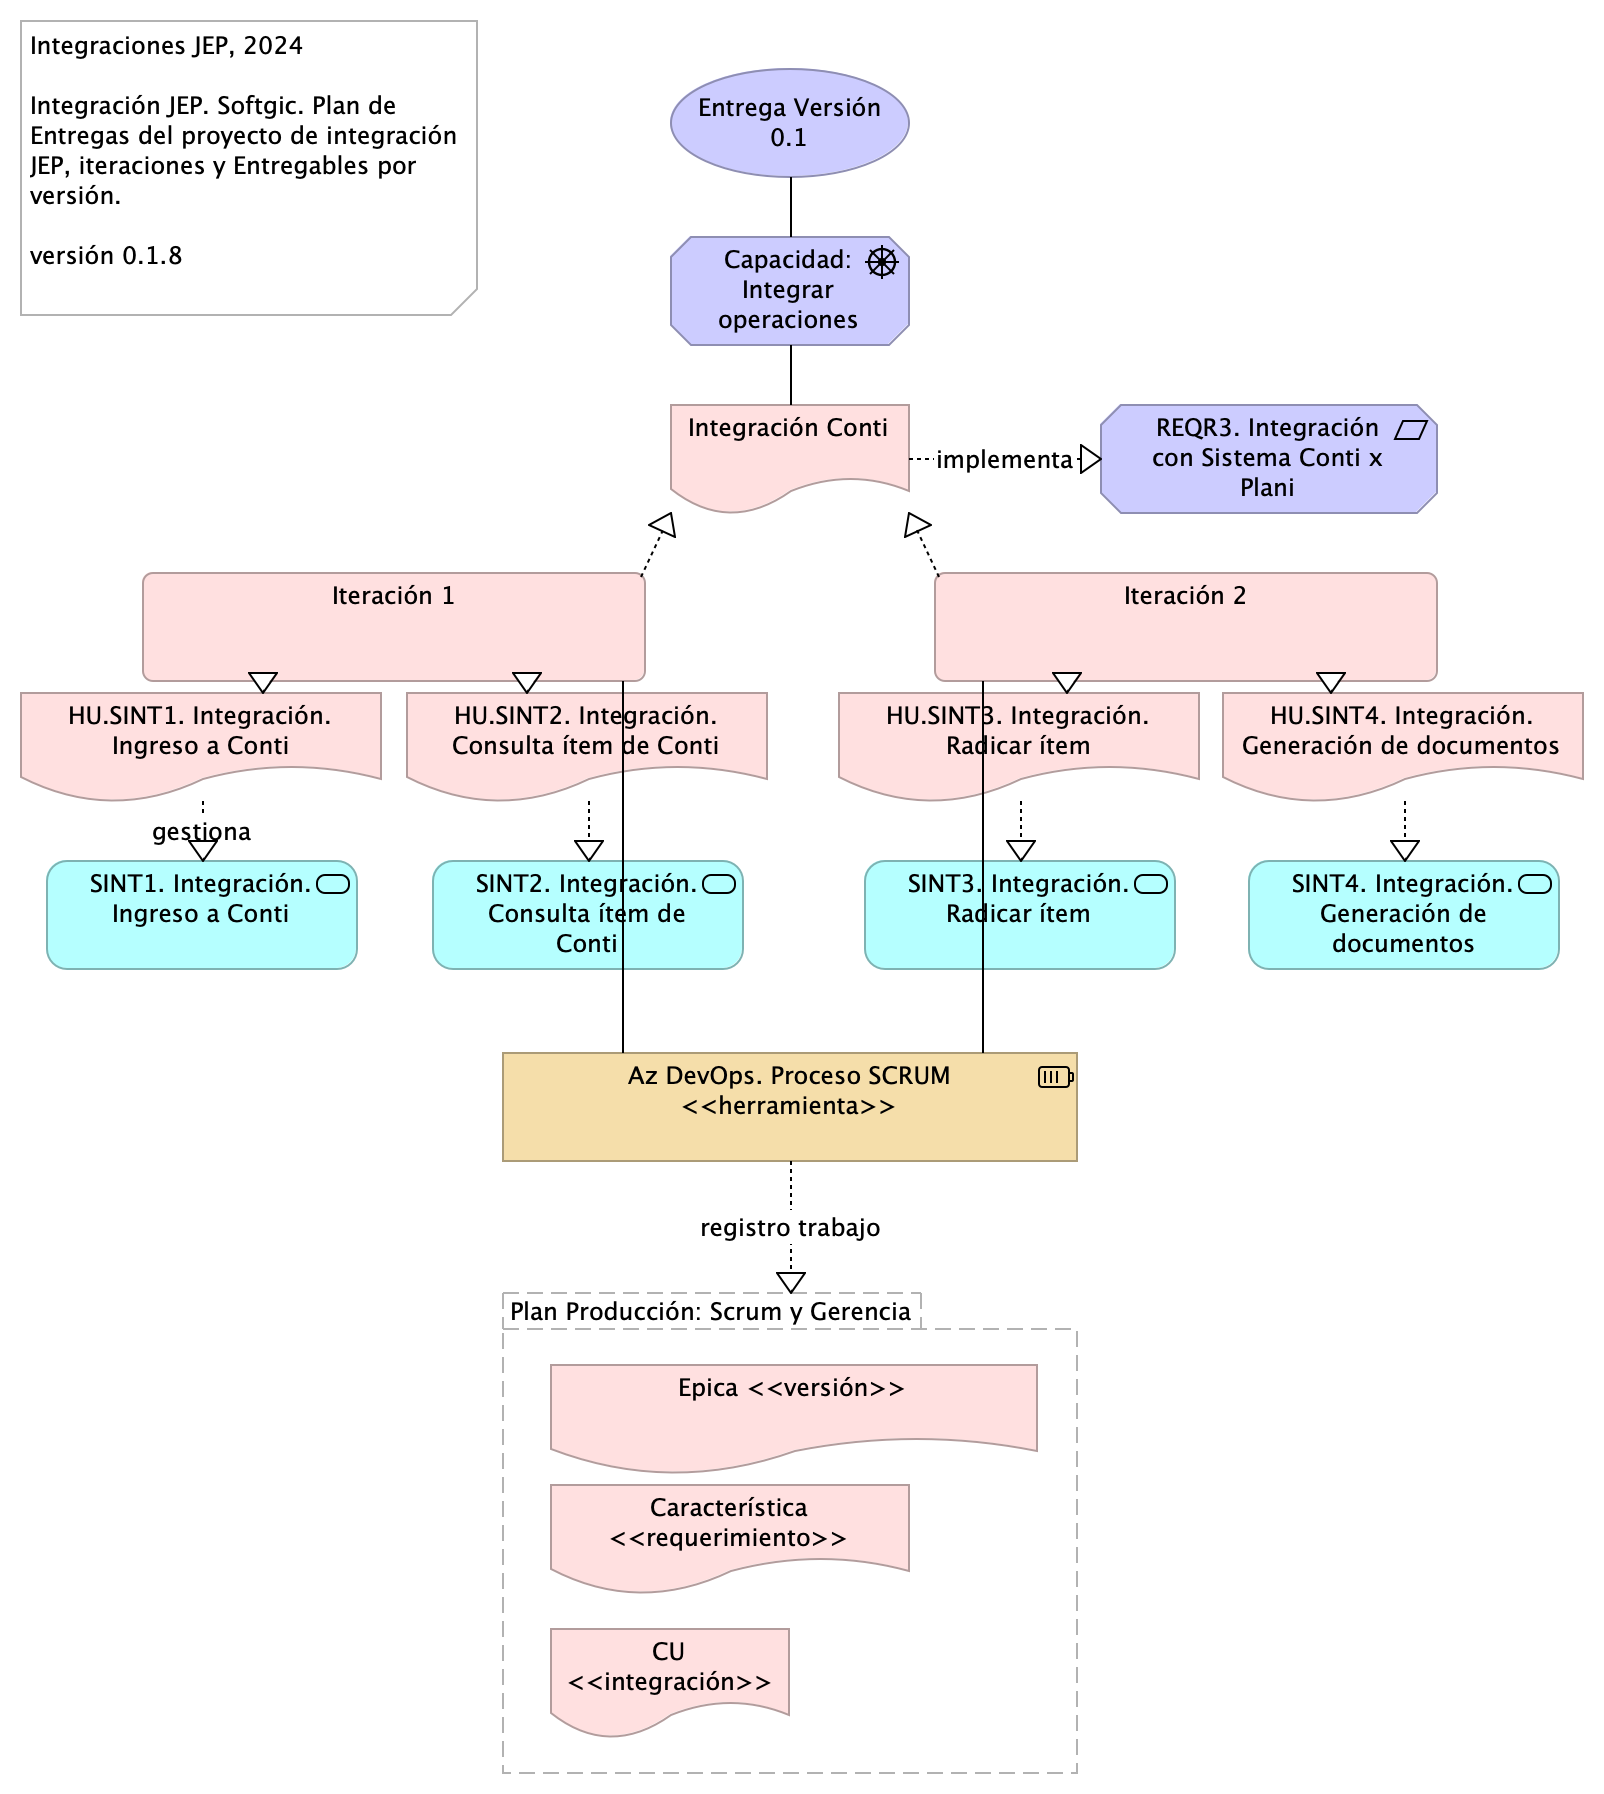 Integraciones JEP, 2024
Integración JEP. Softgic. Plan de
Entregas del proyecto de integración
JEP, iteraciones y Entregables por
versión.
versión 0.1.8
Entrega Versión
0.1
Capacidad:
Integrar
operaciones
Integración Conti
implementa
REQR3. Integración
con Sistema Conti x
Plani
Iteración 1
Iteración 2
HU.SINT1. Integración.
Ingreso a Conti
HU.SINT2. Integración.
Consulta ítem de Conti
HU.SINT3. Integración.
Radicar ítem
HU.SINT4. Integración.
Generación de documentos
gestiona
SINT1. Integración.
Ingreso a Conti
SINT2. Integración.
Consulta ítem de
Conti
SINT3. Integración.
Radicar ítem
SINT4. Integración.
Generación de
documentos
Az DevOps. Proceso SCRUM
<<herramienta>>
registro trabajo
Plan Producción: Scrum y Gerencia
Epica <<versión>>
Característica
<<requerimiento>>
CU
<<integración>>